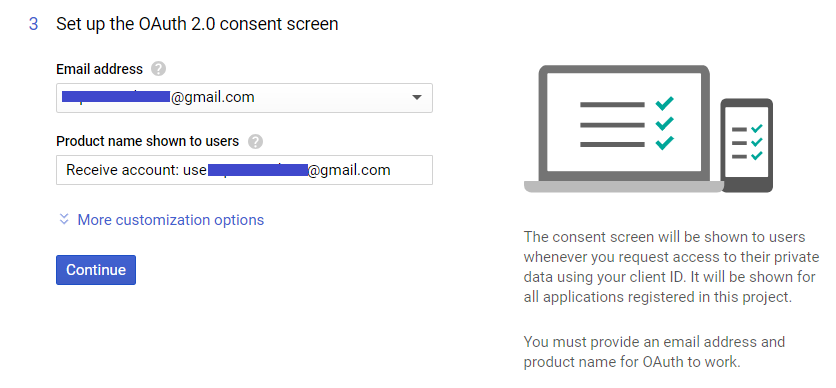 3 Set up the OAuth 2.0 consent screen
Email address ?
@gmail.com
Product name shown to users ?
Receive account: use @gmail.com
More customization options
Continue
The consent screen will be shown to users
whenever you request access to their private
data using your client ID. It will be shown for
all applications registered in this project.
You must provide an email address and
product name for OAuth to work.